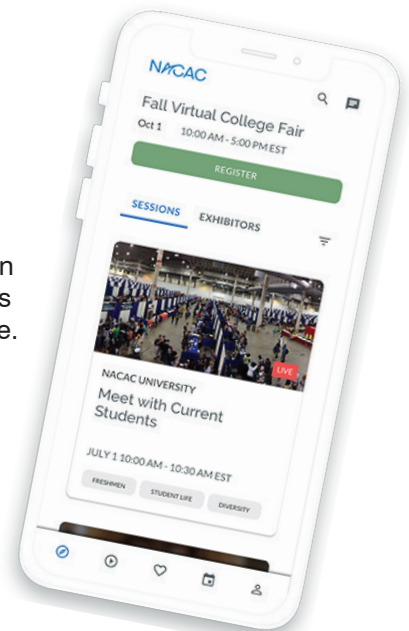 NACAC
Fall Virtual College Fair
Oct 1 10:00 AM - 5:00 PM EST
REGISTER
SESSIONS EXHIBITORS
n
s
e.
LIVE
NACAC UNIVERSITY
Meet with Current
Students
JULY 1 10:00 AM - 10:30 AM EST
FRESHMEN STUDENT LIFE DIVERSITY